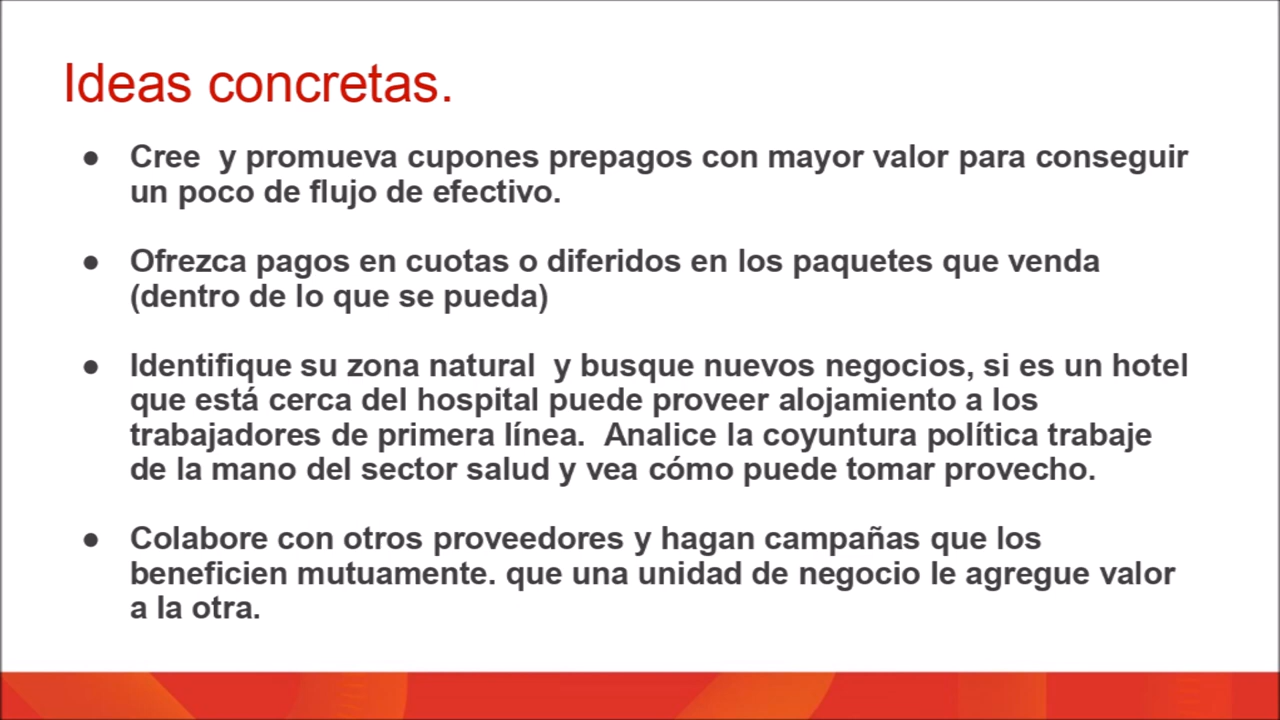 Ideas concretas.
● Cree  y promueva cupones prepagos con mayor valor para conseguir
un poco de flujo de efectivo.
● Ofrezca pagos en cuotas o diferidos en los paquetes que venda
(dentro de lo que se pueda)
● Identifique su zona natural  y busque nuevos negocios, si es un hotel
que está cerca del hospital puede proveer alojamiento a los
trabajadores de primera línea.  Analice la coyuntura política trabaje
de la mano del sector salud y vea cómo puede tomar provecho.
● Colabore con otros proveedores y hagan campañas que los
beneficien mutuamente. que una unidad de negocio le agregue valor
a la otra.